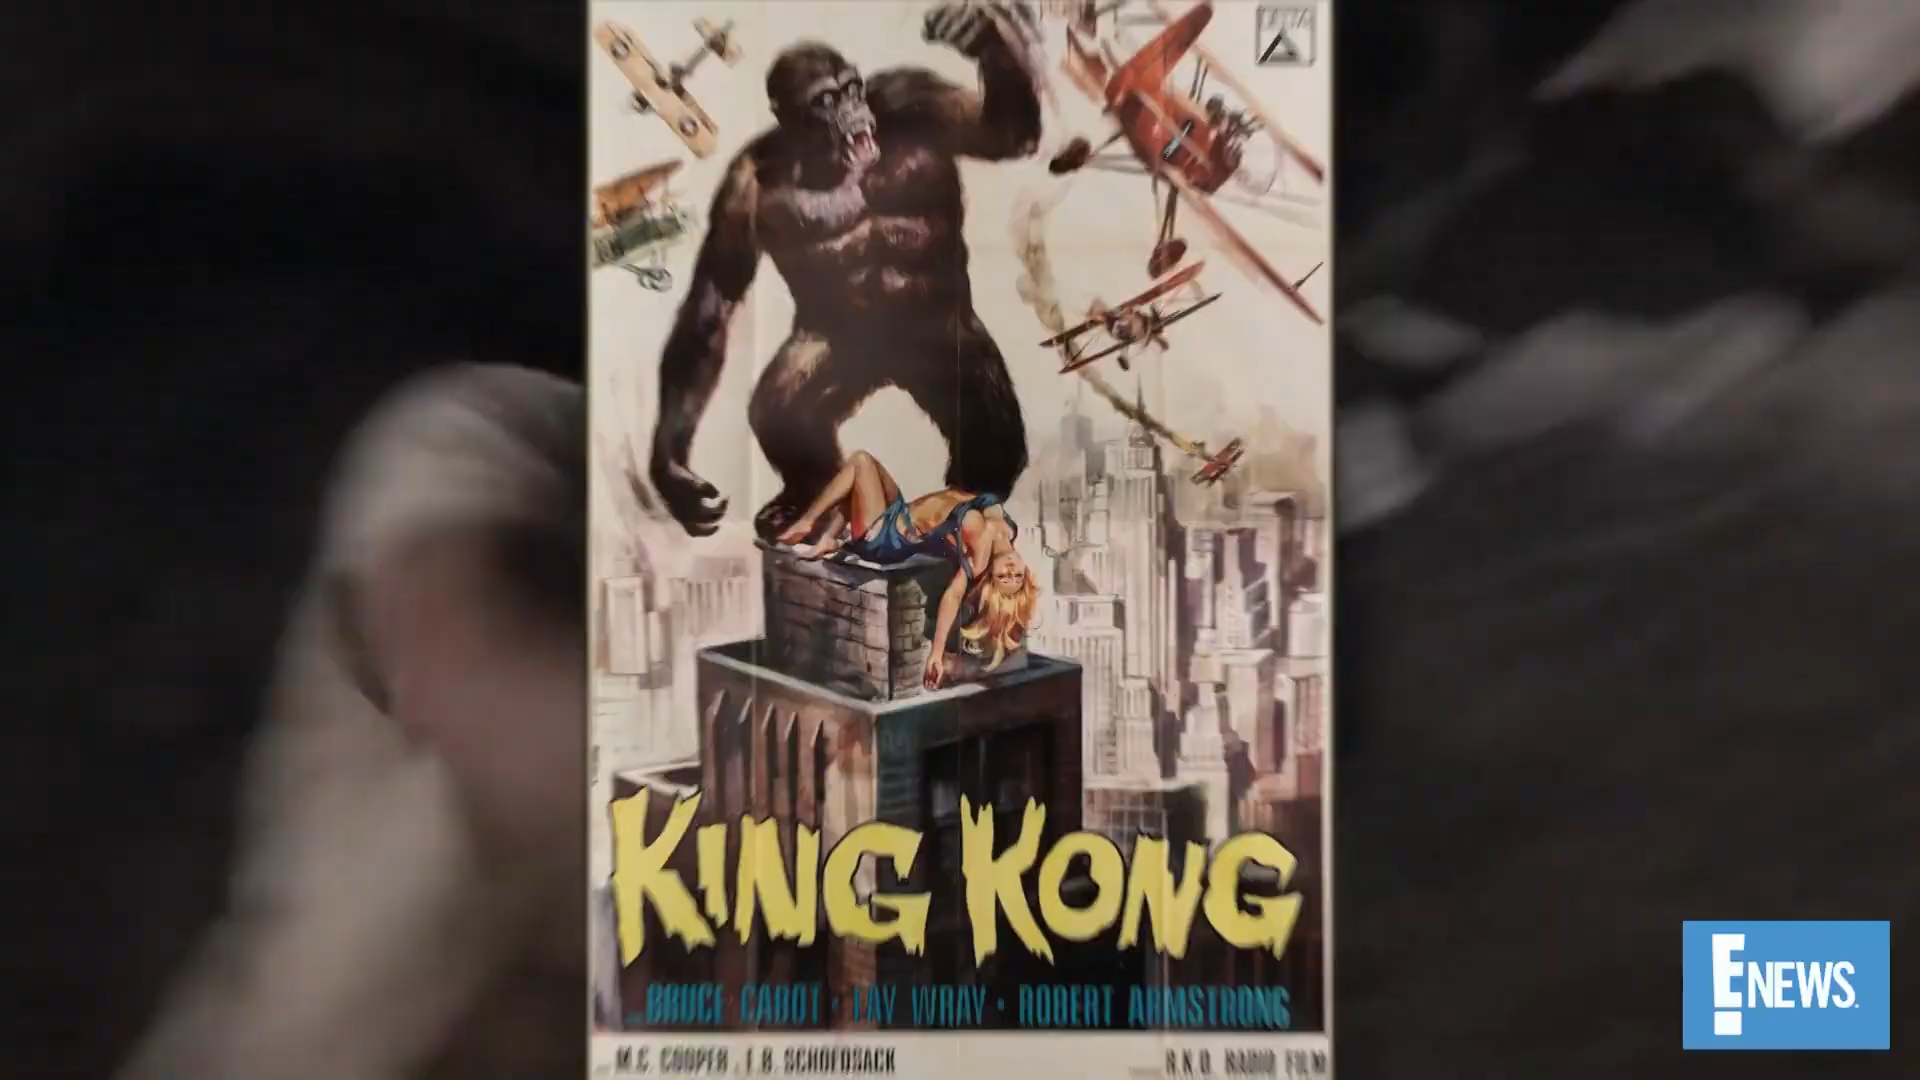 KING KONG
BRUCE CABOT · FAY WRAY · ROBERT ARMSTRONG
M.C. COOPER E.B. SCHOEDSACK
R.K.O. RADIO FILM
E! NEWS